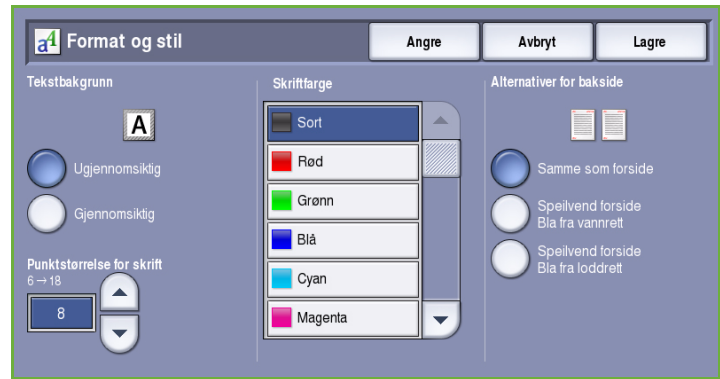 Format og stil
Angre
Avbryt
Lagre
Tekstbakgrunn
A
Ugjennomsiktig
Gjennomsiktig
Punktstørrelse for skrift
6→18
8
Skriftfarge
Sort
Rød
Grønn
Blå
Cyan
Magenta
Alternativer for bakside
Samme som forside
Speilvend forside
Bla fra vannrett
Speilvend forside
Bla fra loddrett